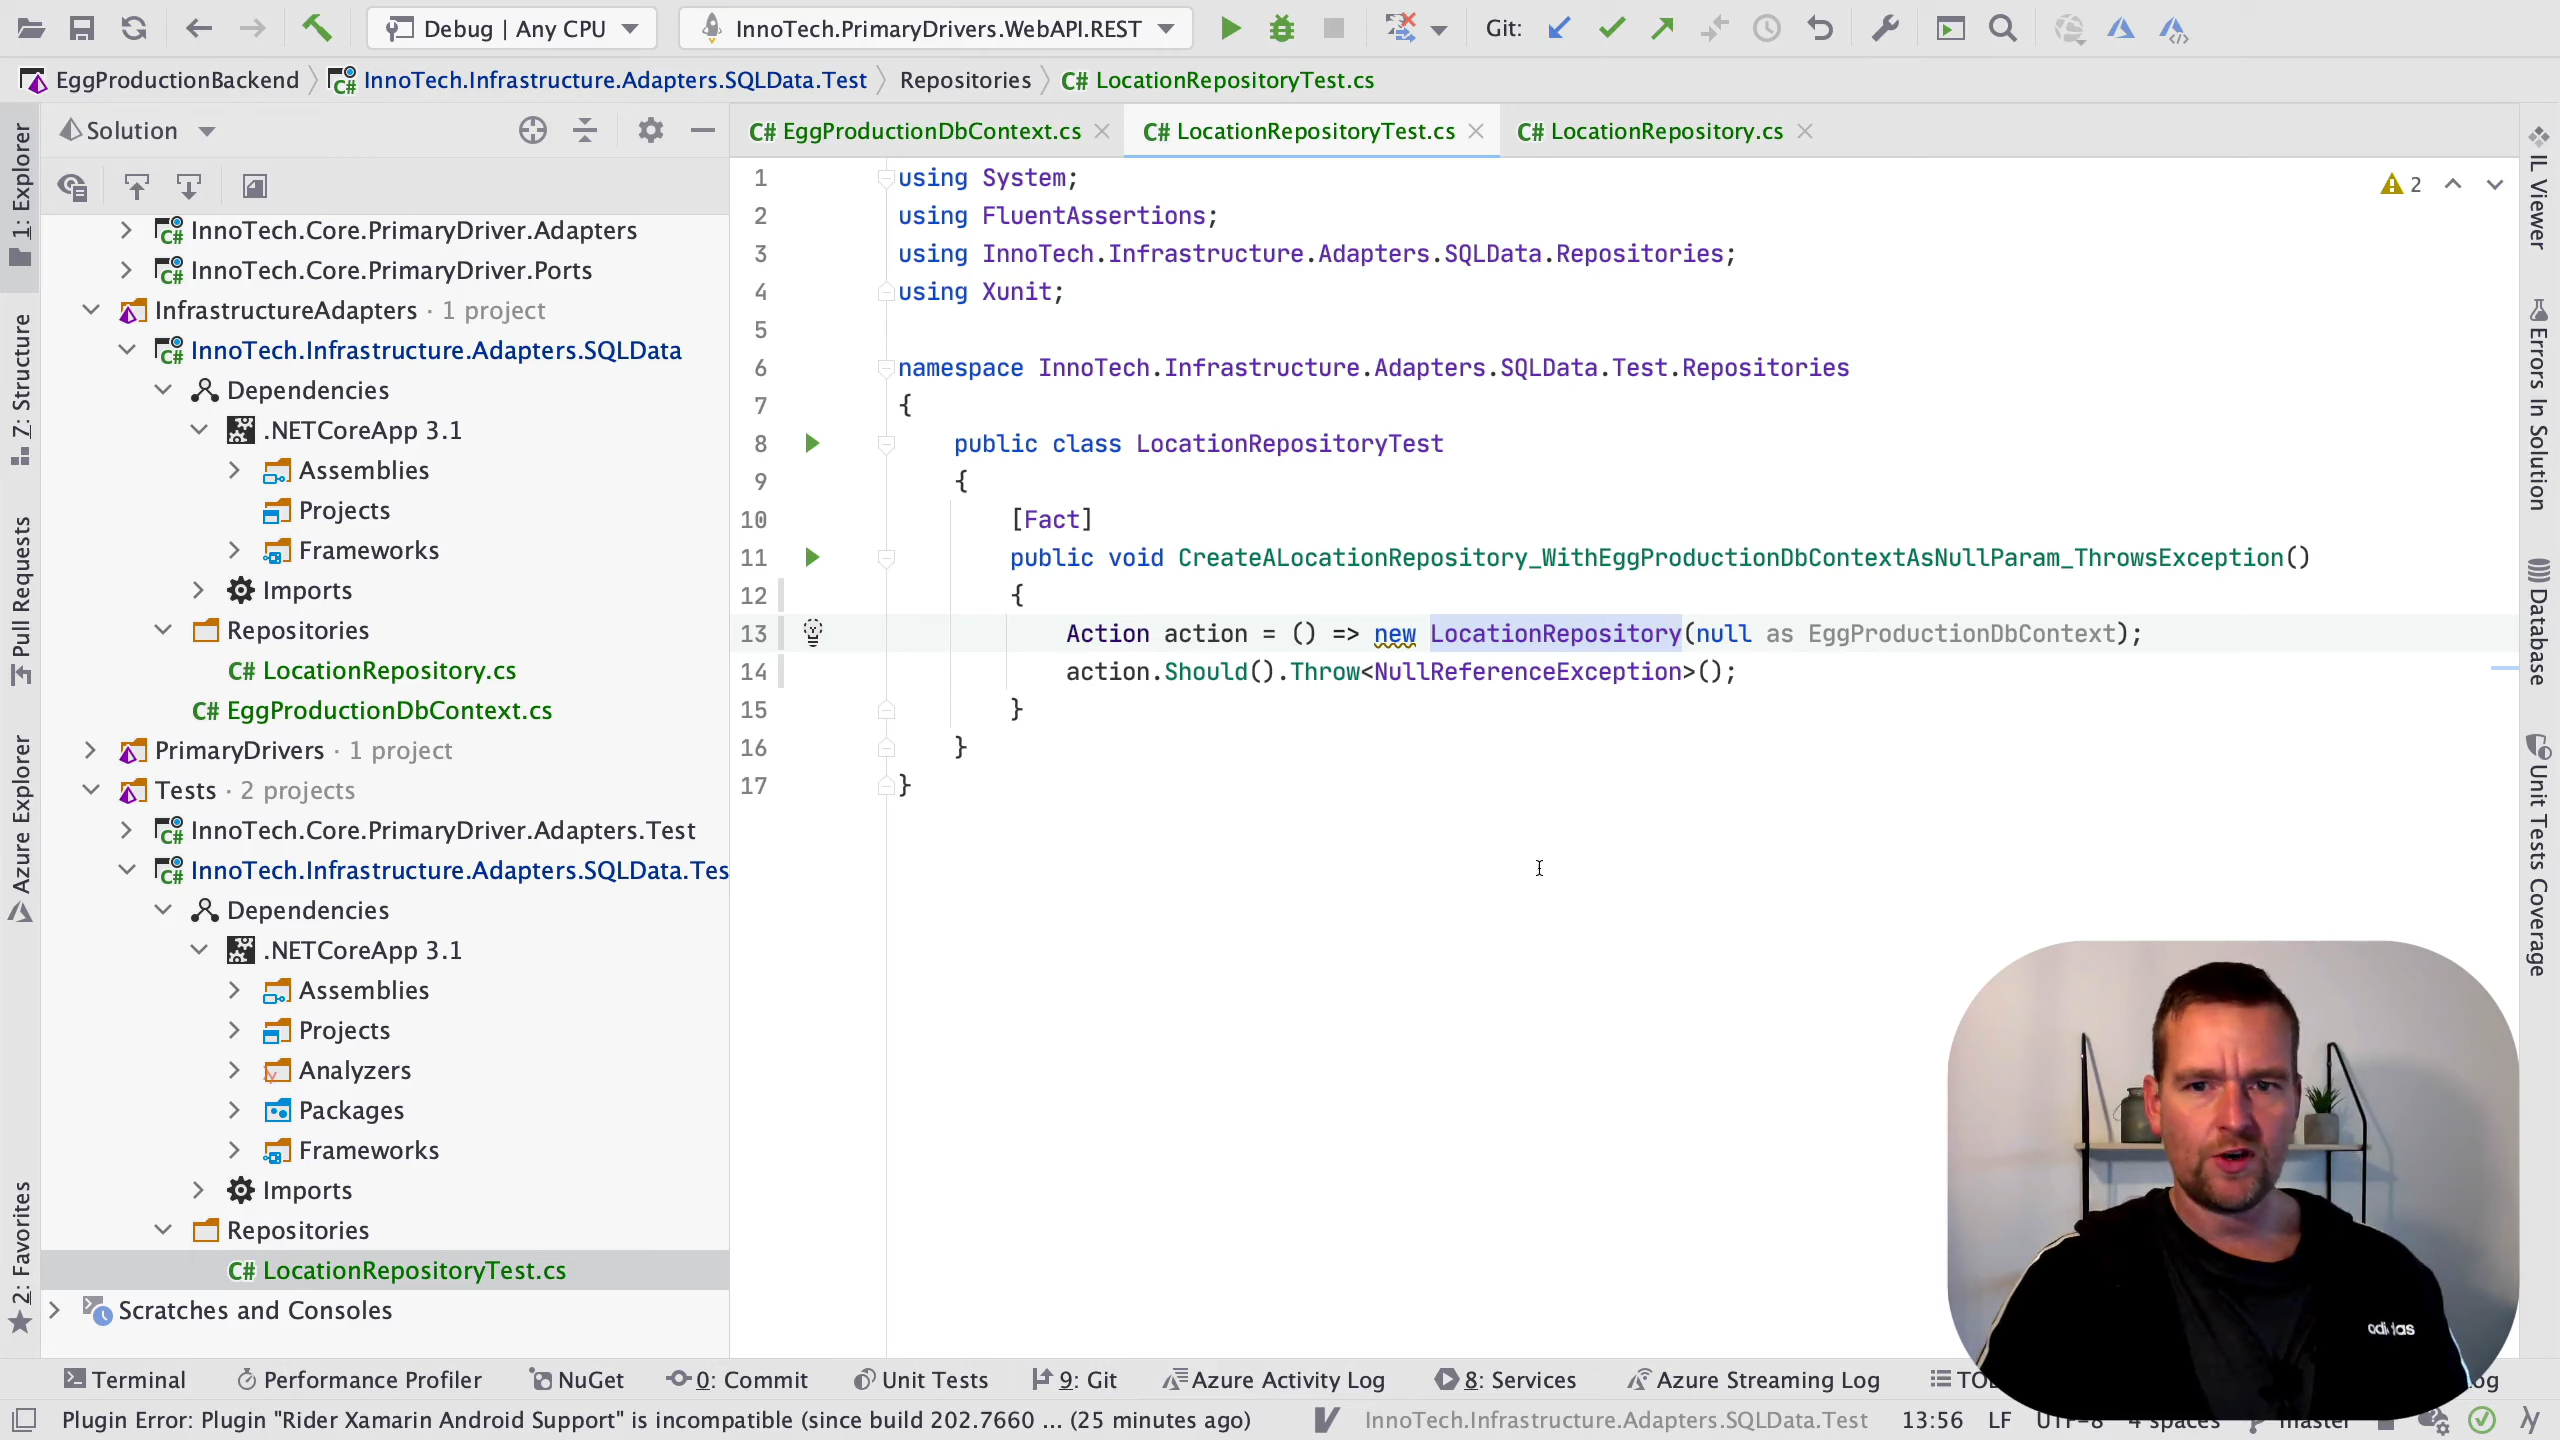 Debug | Any CPU
InnoTech.PrimaryDrivers.WebAPI.REST
Git:
EggProductionBackend
InnoTech.Infrastructure.Adapters.SQLData.Test
Repositories
C# LocationRepositoryTest.cs
Solution
C# EggProductionDbContext.cs
C# LocationRepositoryTest.cs
C# LocationRepository.cs
1: Explorer
Z: Structure
Pull Requests
Azure Explorer
2: Favorites
InnoTech.Core.PrimaryDriver.Adapters
InnoTech.Core.PrimaryDriver.Ports
InfrastructureAdapters · 1 project
InnoTech.Infrastructure.Adapters.SQLData
Dependencies
.NETCoreApp 3.1
Assemblies
Projects
Frameworks
Imports
Repositories
C# LocationRepository.cs
C# EggProductionDbContext.cs
PrimaryDrivers · 1 project
Tests · 2 projects
InnoTech.Core.PrimaryDriver.Adapters.Test
InnoTech.Infrastructure.Adapters.SQLData.Tes
Dependencies
.NETCoreApp 3.1
Assemblies
Projects
Analyzers
Packages
Frameworks
Imports
Repositories
C# LocationRepositoryTest.cs
Scratches and Consoles
1 using System;
2 using FluentAssertions;
3 using InnoTech.Infrastructure.Adapters.SQLData.Repositories;
4 using Xunit;
5
6 namespace InnoTech.Infrastructure.Adapters.SQLData.Test.Repositories
7 {
8 public class LocationRepositoryTest
9 {
10 [Fact]
11 public void CreateALocationRepository_WithEggProductionDbContextAsNullParam_ThrowsException()
12 {
13 Action action = () => new LocationRepository(null as EggProductionDbContext);
14 action.Should().Throw<NullReferenceException>();
15 }
16 }
17 }
2
IL Viewer
Errors In Solution
Database
Unit Tests Coverage
adidas
Terminal
Performance Profiler
NuGet
0: Commit
Unit Tests
9: Git
Azure Activity Log
8: Services
Azure Streaming Log
Plugin Error: Plugin "Rider Xamarin Android Support" is incompatible (since build 202.7660 ... (25 minutes ago)
InnoTech.Infrastructure.Adapters.SQLData.Test
13:56
LF
UTF-8
4 spaces
master